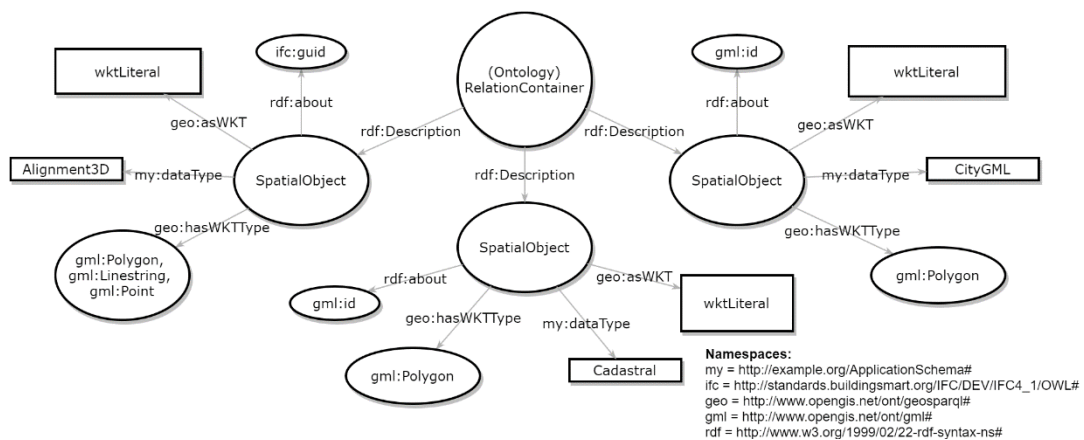 ifc:guid
gml:id
wktLiteral
(Ontology)
RelationContainer
wktLiteral
rdf:about
rdf:about
geo:asWKT
rdf:Description
rdf:Description
geo:asWKT
Alignment3D
my:dataType
SpatialObject
rdf:Description
SpatialObject
my:dataType
CityGML
geo:hasWKTType
geo:hasWKTType
SpatialObject
gml:Polygon,
gml:Linestring,
gml:Point
rdf:about
geo:asWKT
gml:Polygon
gml:id
wktLiteral
geo:hasWKTType
my:dataType
gml:Polygon
Cadastral
Namespaces:
my = http://example.org/ApplicationSchema#
ifc = http://standards.buildingsmart.org/IFC/DEV/IFC4_1/OWL#
geo = http://www.opengis.net/ont/geosparql#
gml = http://www.opengis.net/ont/gml#
rdf = http://www.w3.org/1999/02/22-rdf-syntax-ns#